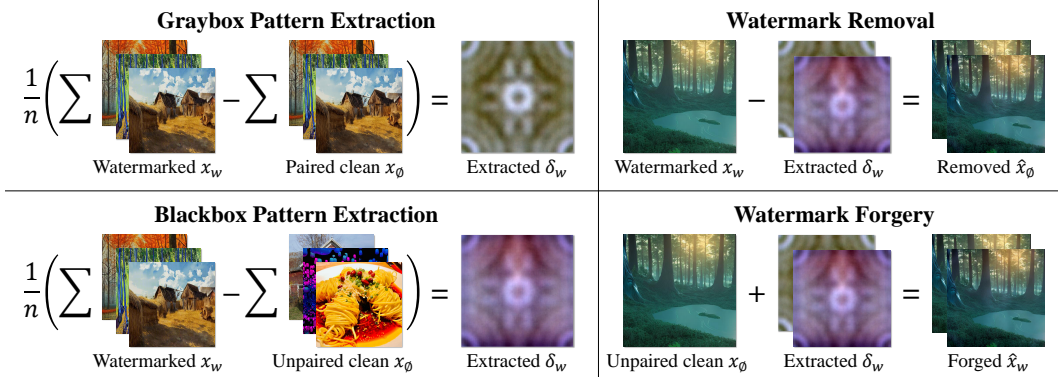 Graybox Pattern Extraction
1/n(∑ − ∑ ) =
Watermarked x_w
Paired clean x_∅
Extracted δ_w
Watermark Removal
− =
Watermarked x_w
Extracted δ_w
Removed x̂_∅
Blackbox Pattern Extraction
1/n(∑ − ∑ ) =
Watermarked x_w
Unpaired clean x_∅
Extracted δ_w
Watermark Forgery
+ =
Unpaired clean x_∅
Extracted δ_w
Forged x̂_w